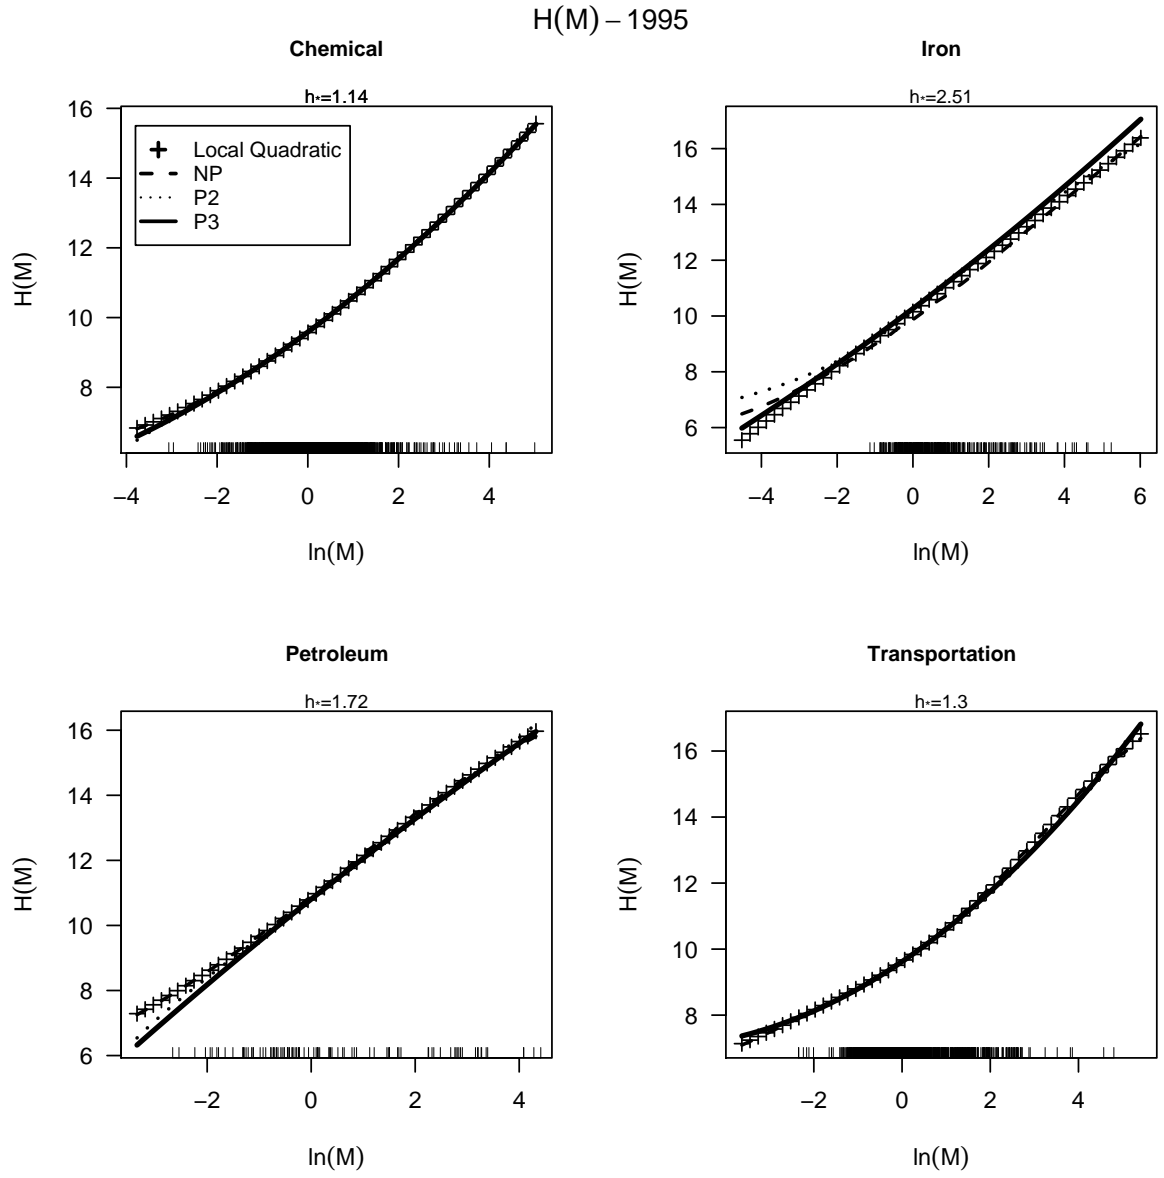 H(M) – 1995
Chemical
h*=1.14
16
14
12
10
8
H(M)
Local Quadratic
NP
P2
P3
−4
−2
0
2
4
ln(M)
Iron
h*=2.51
16
14
12
10
8
6
H(M)
−4
−2
0
2
4
6
ln(M)
Petroleum
h*=1.72
16
14
12
10
8
6
H(M)
−2
0
2
4
ln(M)
Transportation
h*=1.3
16
14
12
10
8
H(M)
−2
0
2
4
ln(M)